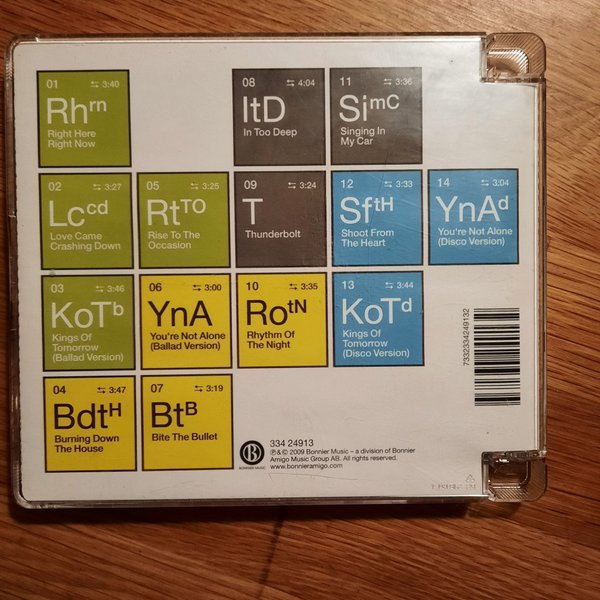 01 ⇆ 3:40
Rhrn
Right Here
Right Now
08 ⇆ 4:04
ItD
In Too Deep
11 ⇆ 3:36
SimC
Singing In
My Car
02 ⇆ 3:27
Lccd
Love Came
Crashing Down
05 ⇆ 3:25
RtTO
Rise To The
Occasion
09 ⇆ 3:24
T
Thunderbolt
12 ⇆ 3:33
SftH
Shoot From
The Heart
14 ⇆ 3:04
YnAd
You're Not Alone
(Disco Version)
03 ⇆ 3:46
KoTb
Kings Of
Tomorrow
(Ballad Version)
06 ⇆ 3:00
YnA
You're Not Alone
(Ballad Version)
10 ⇆ 3:35
RotN
Rhythm Of
The Night
13 ⇆ 3:44
KoTd
Kings Of
Tomorrow
(Disco Version)
7332334249132
04 ⇆ 3:47
BdtH
Burning Down
The House
07 ⇆ 3:19
BtB
Bite The Bullet
B
BONNIER MUSIC
334 24913
℗& © 2009 Bonnier Music – a division of Bonnier
Amigo Music Group AB. All rights reserved.
www.bonnieramigo.com